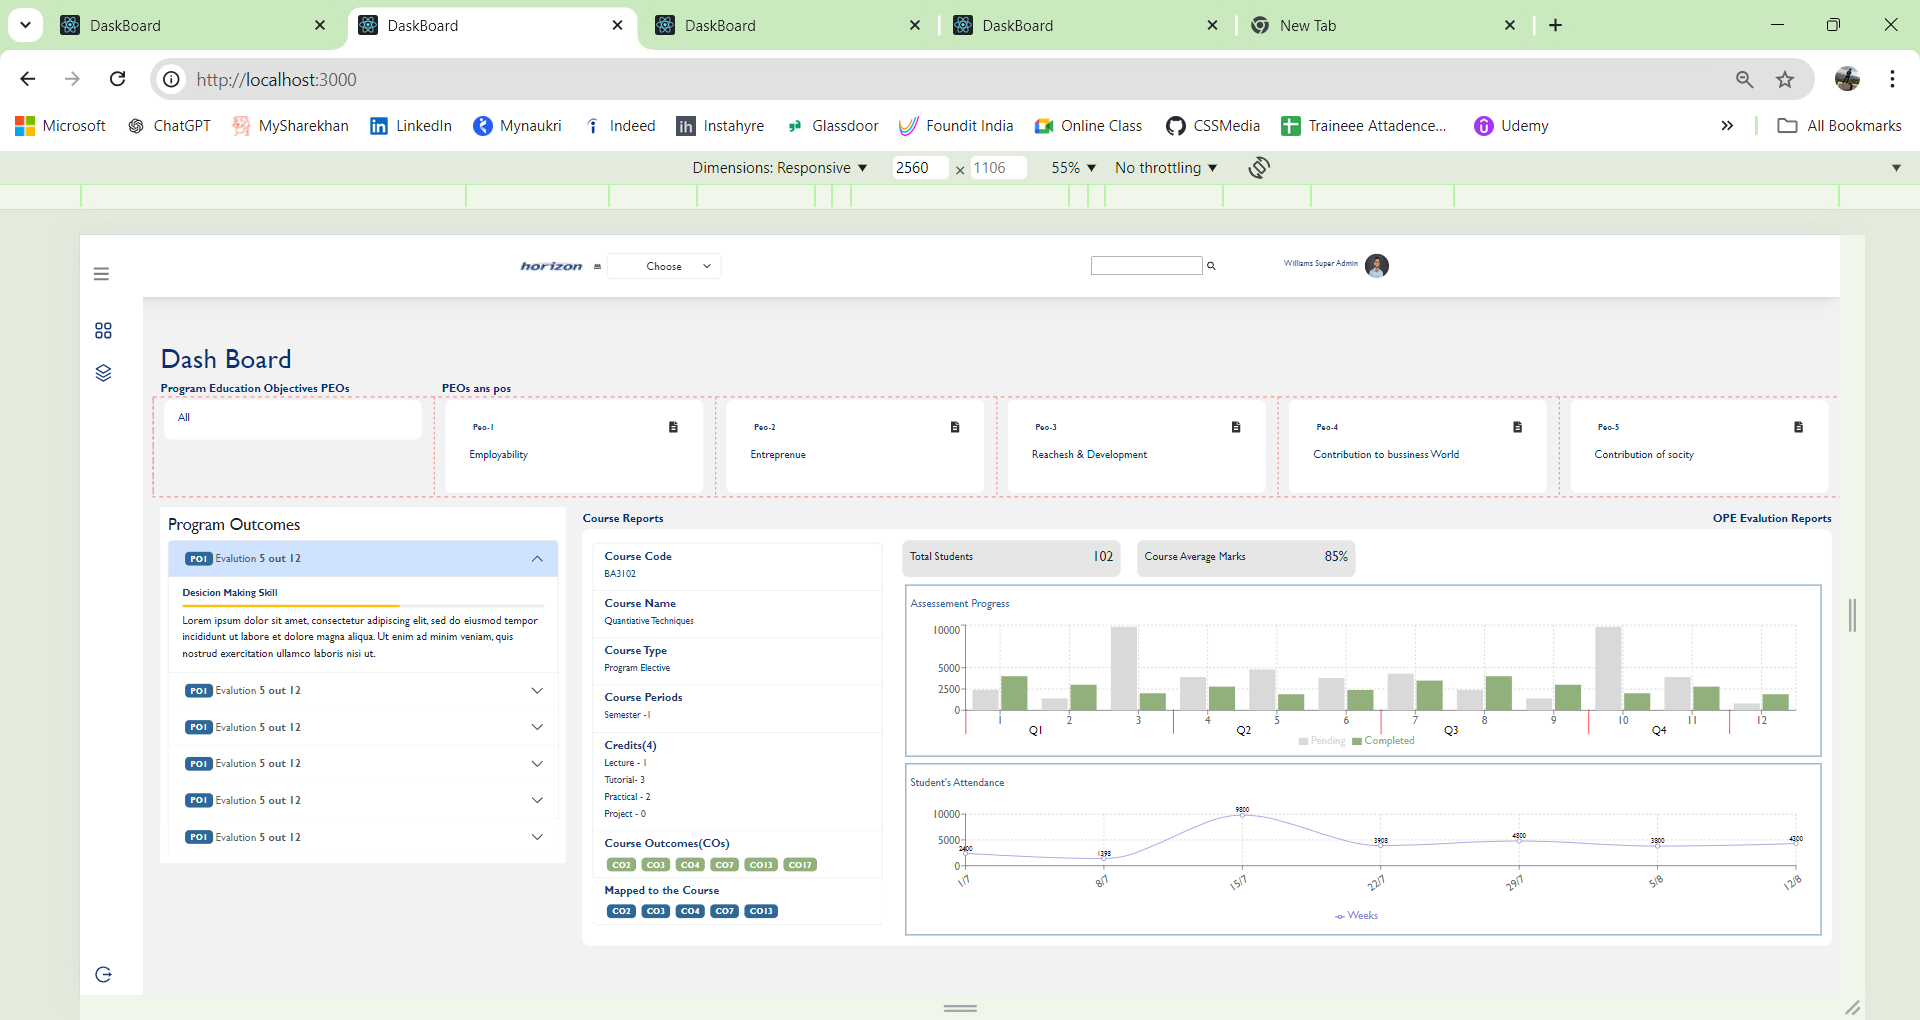 DaskBoard
DaskBoard
DaskBoard
DaskBoard
New Tab
http://localhost:3000
Microsoft
ChatGPT
MySharekhan
LinkedIn
Mynaukri
Indeed
Instahyre
Glassdoor
Foundit India
Online Class
CSSMedia
Traineee Attadence...
Udemy
All Bookmarks
Dimensions: Responsive
2560
×
1106
55%
No throttling
horizon
Choose
Williams Super Admin
Dash Board
Program Education Objectives PEOs
PEOs ans pos
All
Peo-1
Employability
Peo-2
Entreprenue
Peo-3
Reachesh & Development
Peo-4
Contribution to bussiness World
Peo-5
Contribution of socity
Program Outcomes
PO1 Evalution 5 out 12
Desicion Making Skill
Lorem ipsum dolor sit amet, consectetur adipiscing elit, sed do eiusmod tempor
incididunt ut labore et dolore magna aliqua. Ut enim ad minim veniam, quis
nostrud exercitation ullamco laboris nisi ut.
PO1 Evalution 5 out 12
PO1 Evalution 5 out 12
PO1 Evalution 5 out 12
PO1 Evalution 5 out 12
PO1 Evalution 5 out 12
Course Reports
OPE Evalution Reports
Course Code
BA3102
Course Name
Quantiative Techniques
Course Type
Program Elective
Course Periods
Semester -1
Credits(4)
Lecture - 1
Tutorial- 3
Practical - 2
Project - 0
Course Outcomes(COs)
CO2 CO3 CO4 CO7 CO13 CO17
Mapped to the Course
CO2 CO3 CO4 CO7 CO13
Total Students 102
Course Average Marks 85%
Assessement Progress
10000
5000
2500
0
1 2 3 4 5 6 7 8 9 10 11 12
Q1 Q2 Q3 Q4
Pending Completed
Student's Attendance
10000
5000
0
2400 1398 9800 3908 4800 3800 4300
1/7 8/7 15/7 22/7 29/7 5/8 12/8
Weeks